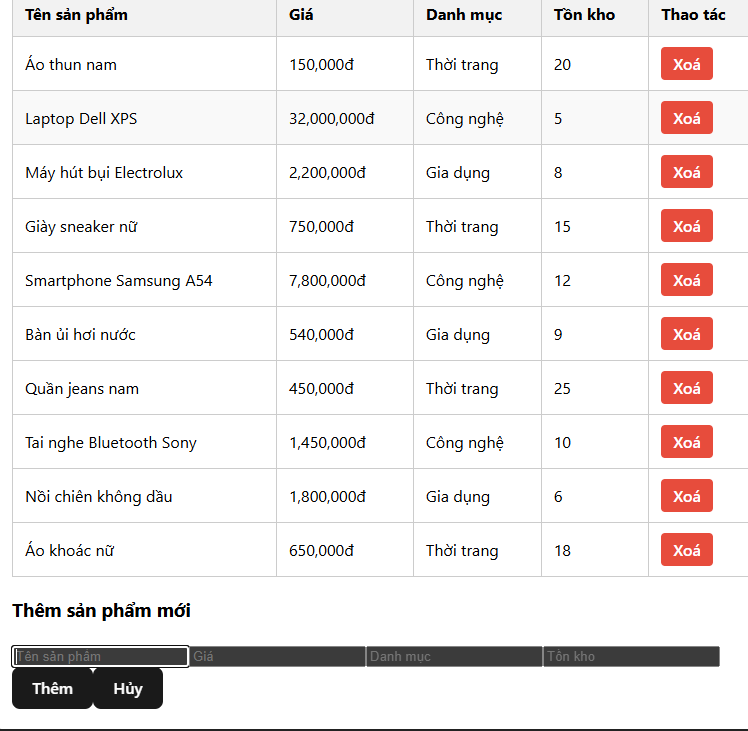 Tên sản phẩm Giá Danh mục Tồn kho Thao tác
Áo thun nam 150,000đ Thời trang 20 Xoá
Laptop Dell XPS 32,000,000đ Công nghệ 5 Xoá
Máy hút bụi Electrolux 2,200,000đ Gia dụng 8 Xoá
Giày sneaker nữ 750,000đ Thời trang 15 Xoá
Smartphone Samsung A54 7,800,000đ Công nghệ 12 Xoá
Bàn ủi hơi nước 540,000đ Gia dụng 9 Xoá
Quần jeans nam 450,000đ Thời trang 25 Xoá
Tai nghe Bluetooth Sony 1,450,000đ Công nghệ 10 Xoá
Nồi chiên không dầu 1,800,000đ Gia dụng 6 Xoá
Áo khoác nữ 650,000đ Thời trang 18 Xoá
Thêm sản phẩm mới
Tên sản phẩm Giá Danh mục Tồn kho
Thêm Hủy